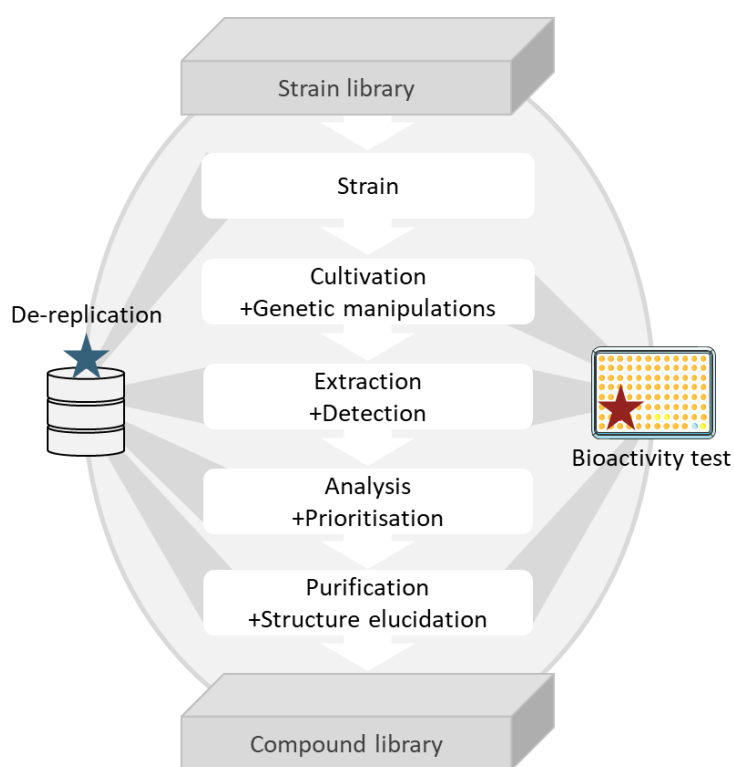 Strain library
Strain
Cultivation
+Genetic manipulations
De-replication
Extraction
+Detection
Bioactivity test
Analysis
+Prioritisation
Purification
+Structure elucidation
Compound library